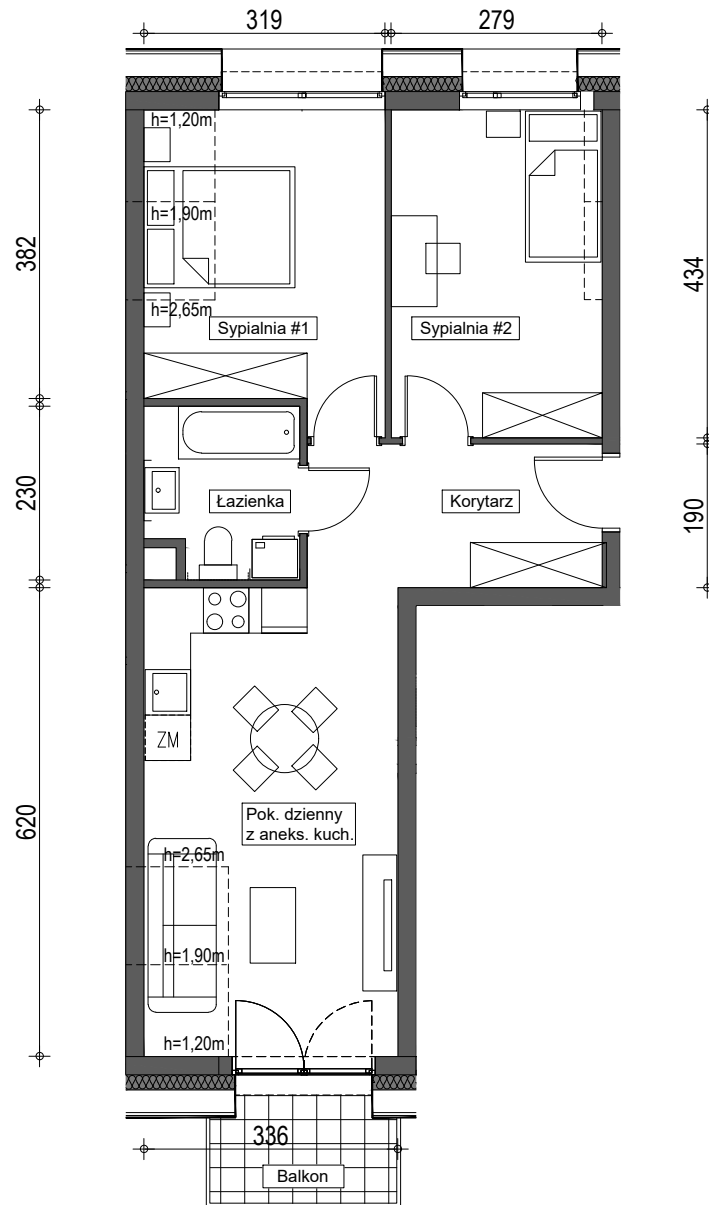 319
279
h=1,20m
h=1,90m
382
434
h=2,65m
Sypialnia #1
Sypialnia #2
230
Łazienka
Korytarz
190
ZM
Pok. dzienny
z aneks. kuch.
620
h=2,65m
h=1,90m
h=1,20m
336
Balkon